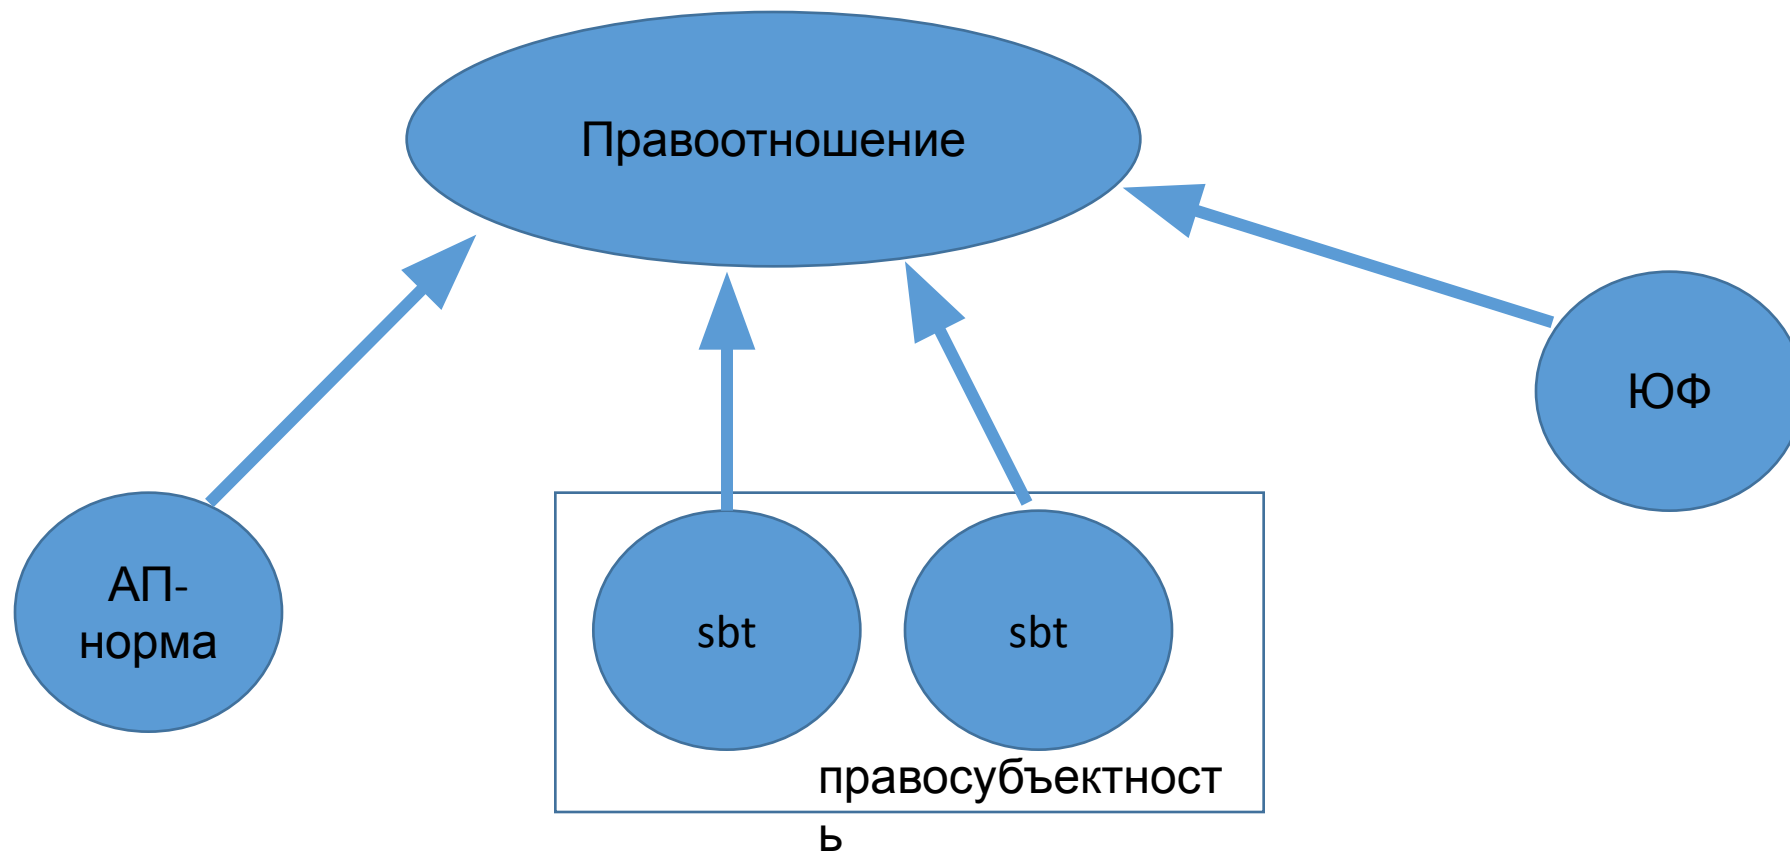 Правоотношение
ЮФ
АП-
норма
sbt
sbt
правосубъектност
ь